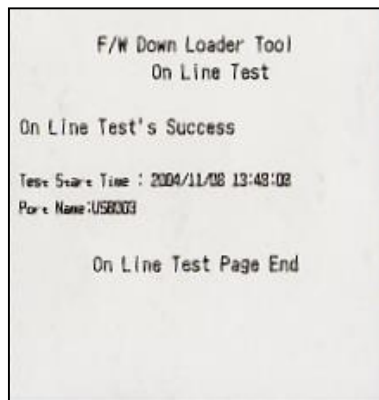 F/W Down Loader Tool
On Line Test
On Line Test's Success
Test Start Time : 2004/11/08 13:48:08
Port Name:USB003
On Line Test Page End